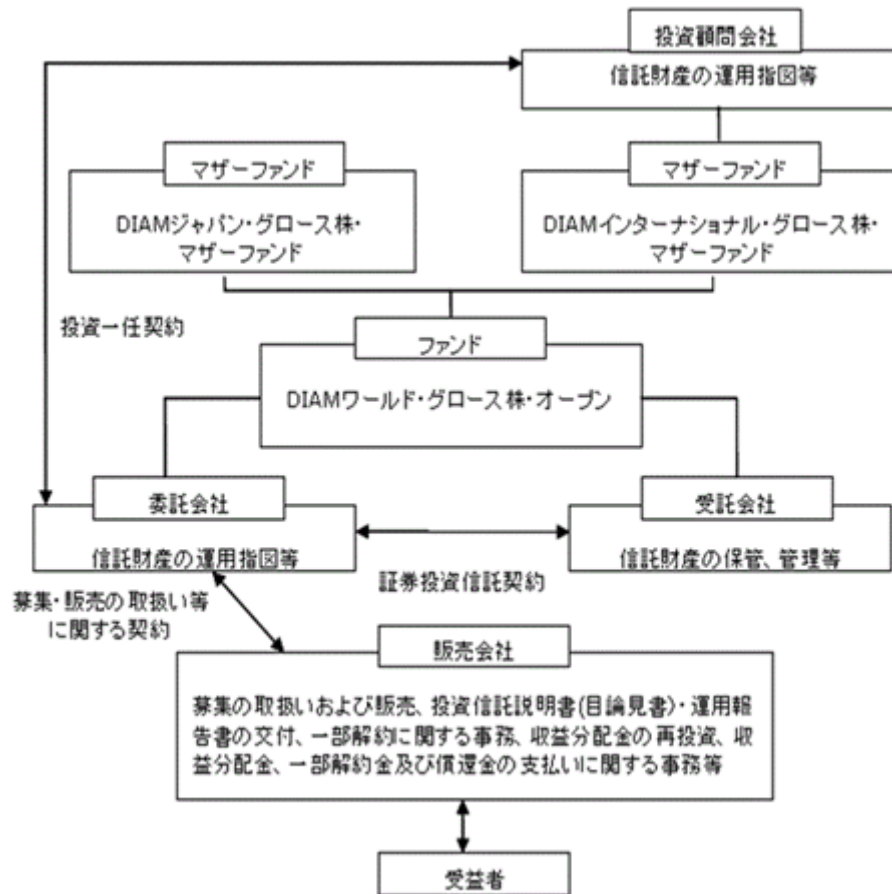 投資顧問会社
信託財産の運用指図等
マザーファンド
DIAMジャパン・グロース株・
マザーファンド
マザーファンド
DIAMインターナショナル・グロース株・
マザーファンド
投資一任契約
ファンド
DIAMワールド・グロース株・オープン
委託会社
信託財産の運用指図等
受託会社
信託財産の保管、管理等
証券投資信託契約
募集・販売の取扱い等
に関する契約
販売会社
募集の取扱いおよび販売、投資信託説明書(目論見書)・運用報
告書の交付、一部解約に関する事務、収益分配金の再投資、収
益分配金、一部解約金及び償還金の支払いに関する事務等
受益者